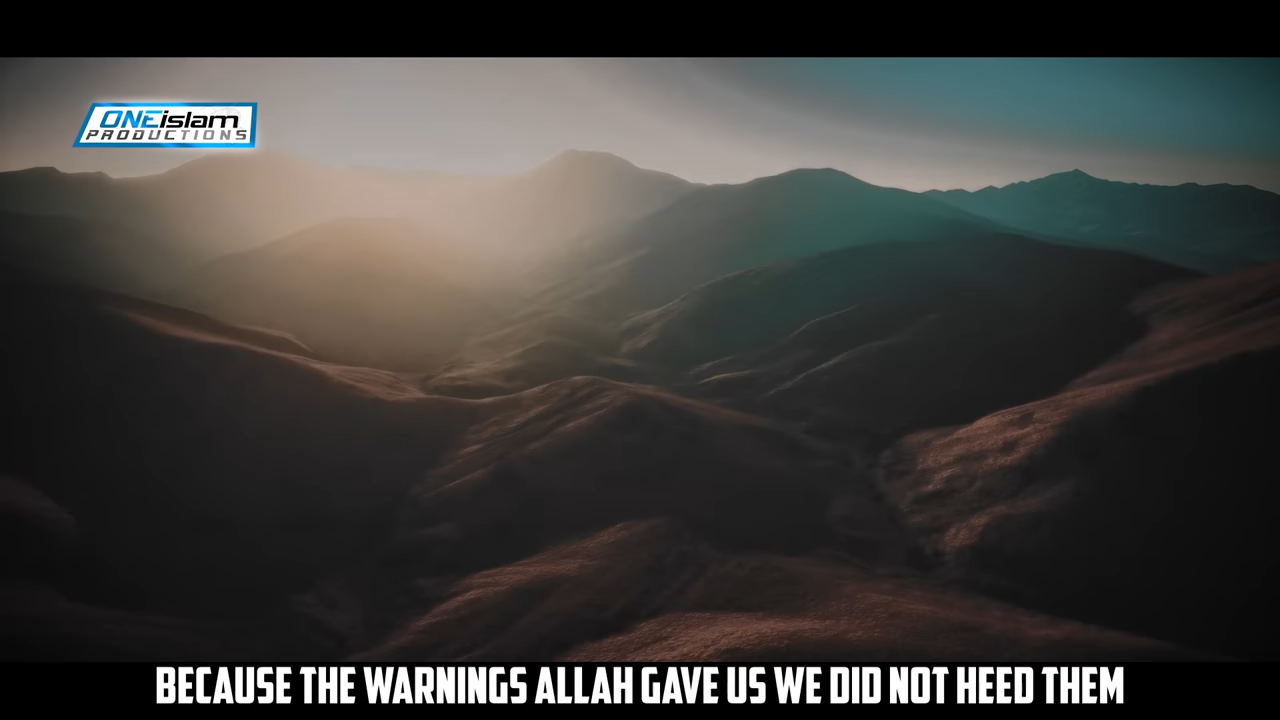 ONEislam
PRODUCTIONS
BECAUSE THE WARNINGS ALLAH GAVE US WE DID NOT HEED THEM